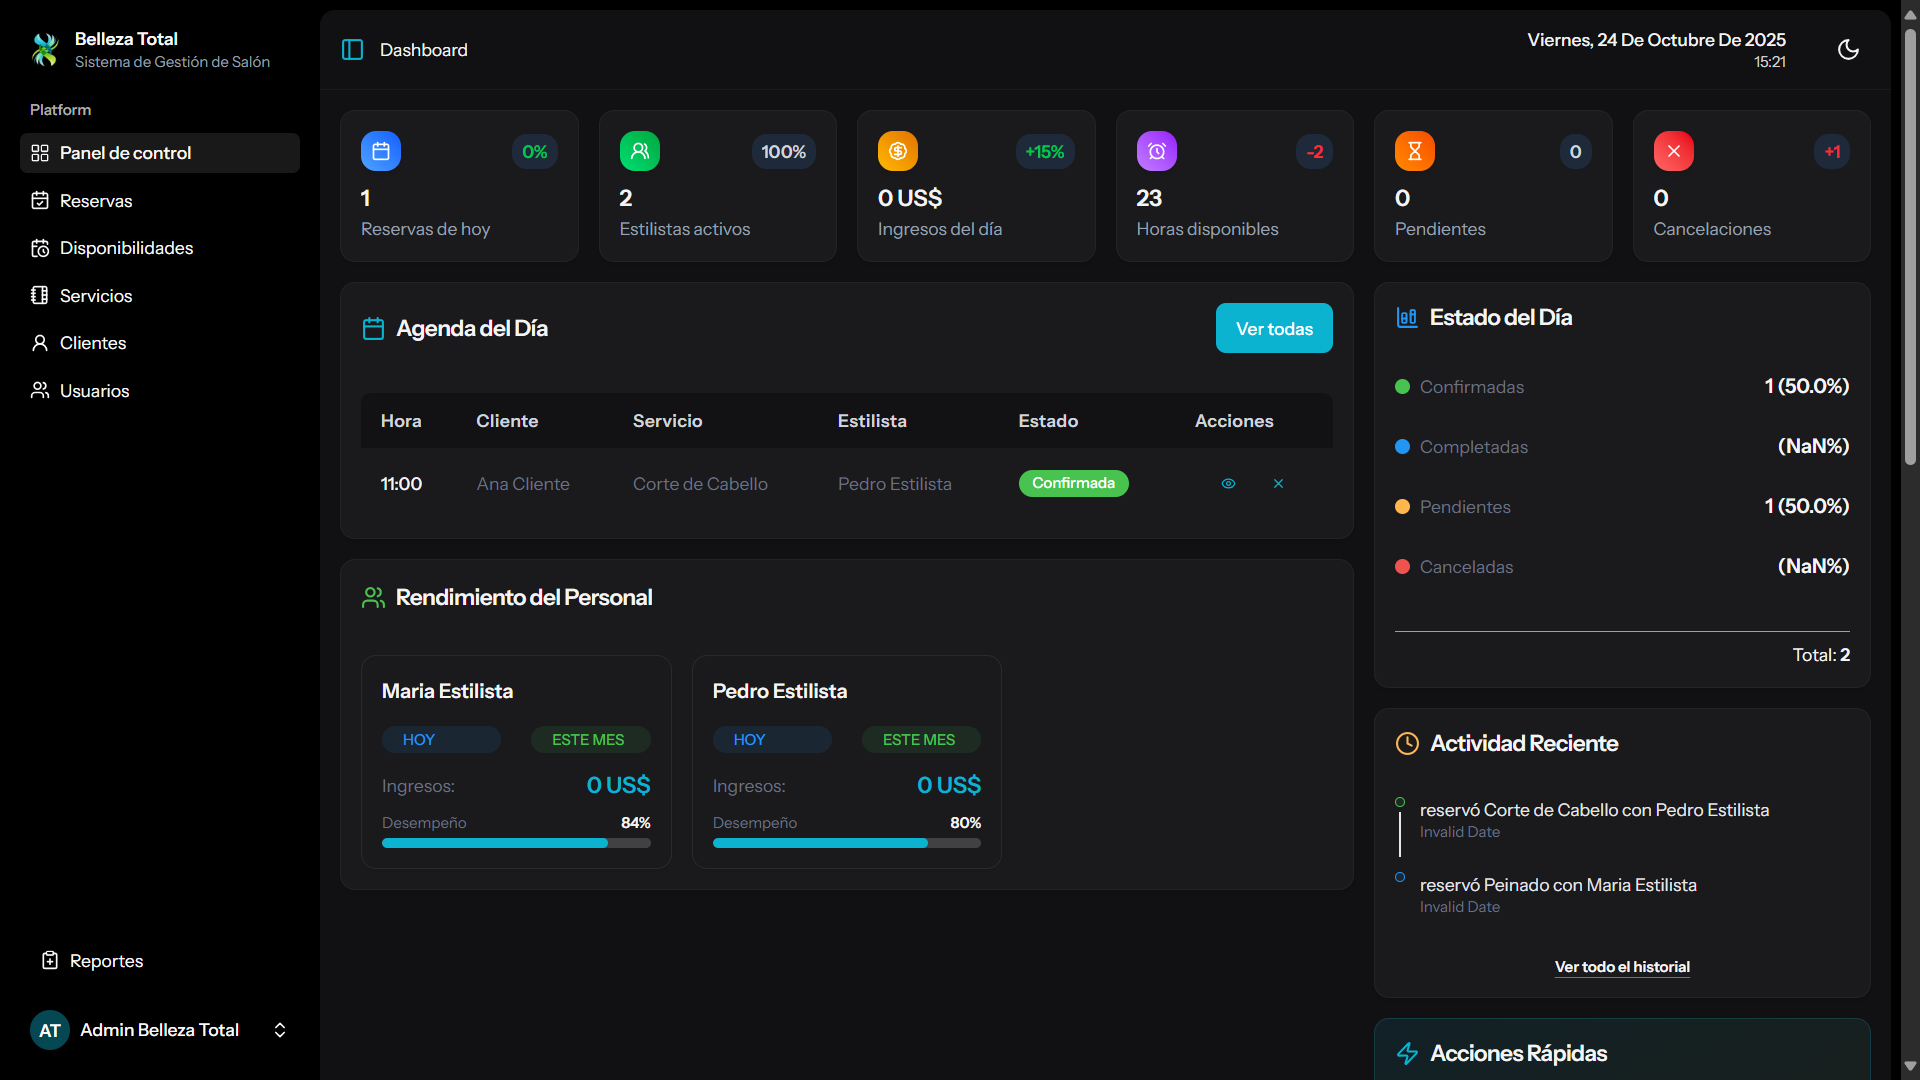 Belleza Total
Sistema de Gestión de Salón
Platform
Panel de control
Reservas
Disponibilidades
Servicios
Clientes
Usuarios
Reportes
AT Admin Belleza Total
Dashboard
Viernes, 24 De Octubre De 2025
15:21
0%
1
Reservas de hoy
100%
2
Estilistas activos
+15%
0 US$
Ingresos del día
-2
23
Horas disponibles
0
0
Pendientes
+1
0
Cancelaciones
Agenda del Día
Ver todas
Hora Cliente Servicio Estilista Estado Acciones
11:00 Ana Cliente Corte de Cabello Pedro Estilista Confirmada
Rendimiento del Personal
Maria Estilista
HOY ESTE MES
Ingresos: 0 US$
Desempeño 84%
Pedro Estilista
HOY ESTE MES
Ingresos: 0 US$
Desempeño 80%
Estado del Día
Confirmadas 1 (50.0%)
Completadas (NaN%)
Pendientes 1 (50.0%)
Canceladas (NaN%)
Total: 2
Actividad Reciente
reservó Corte de Cabello con Pedro Estilista
Invalid Date
reservó Peinado con Maria Estilista
Invalid Date
Ver todo el historial
Acciones Rápidas